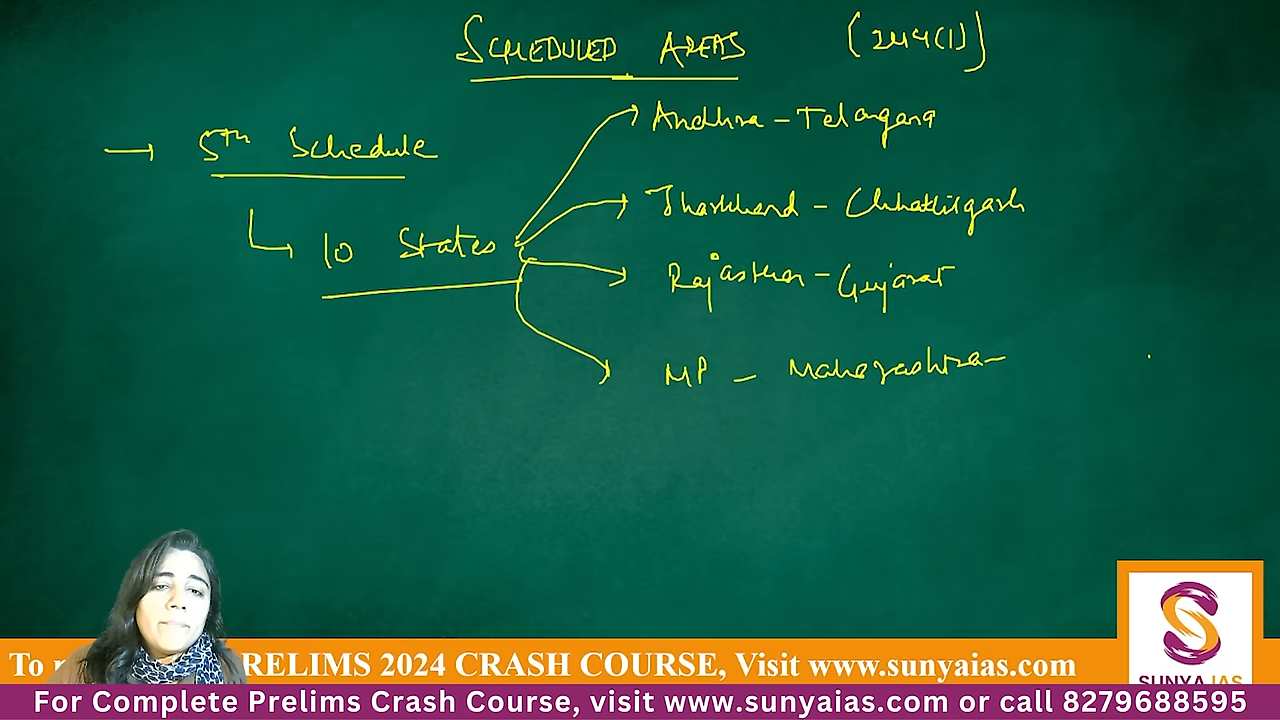 SCHEDULED AREAS [244(1)]
→ 5th Schedule
10 States
Andhra - Telangana
Jharkhand - Chhattisgarh
Rajasthan - Gujarat
MP - Maharashtra -
To RELIMS 2024 CRASH COURSE, Visit www.sunyaias.com
SUNYA IAS
For Complete Prelims Crash Course, visit www.sunyaias.com or call 8279688595